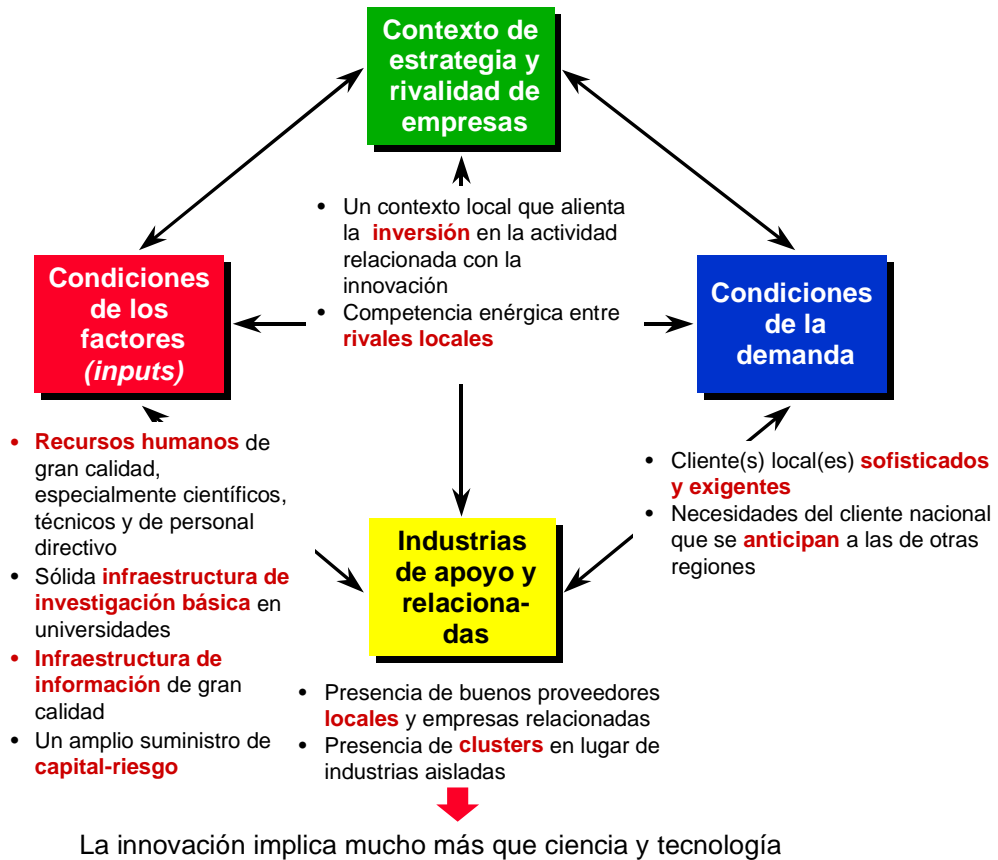 Contexto de
estrategia y
rivalidad de
empresas
• Un contexto local que alienta
la inversión en la actividad
relacionada con la
innovación
• Competencia enérgica entre
rivales locales
Condiciones
de los
factores
(inputs)
Condiciones
de la
demanda
• Recursos humanos de
gran calidad,
especialmente científicos,
técnicos y de personal
directivo
• Sólida infraestructura de
investigación básica en
universidades
• Infraestructura de
información de gran
calidad
• Un amplio suministro de
capital-riesgo
• Cliente(s) local(es) sofisticados
y exigentes
• Necesidades del cliente nacional
que se anticipan a las de otras
regiones
Industrias
de apoyo y
relaciona-
das
• Presencia de buenos proveedores
locales y empresas relacionadas
• Presencia de clusters en lugar de
industrias aisladas
La innovación implica mucho más que ciencia y tecnología